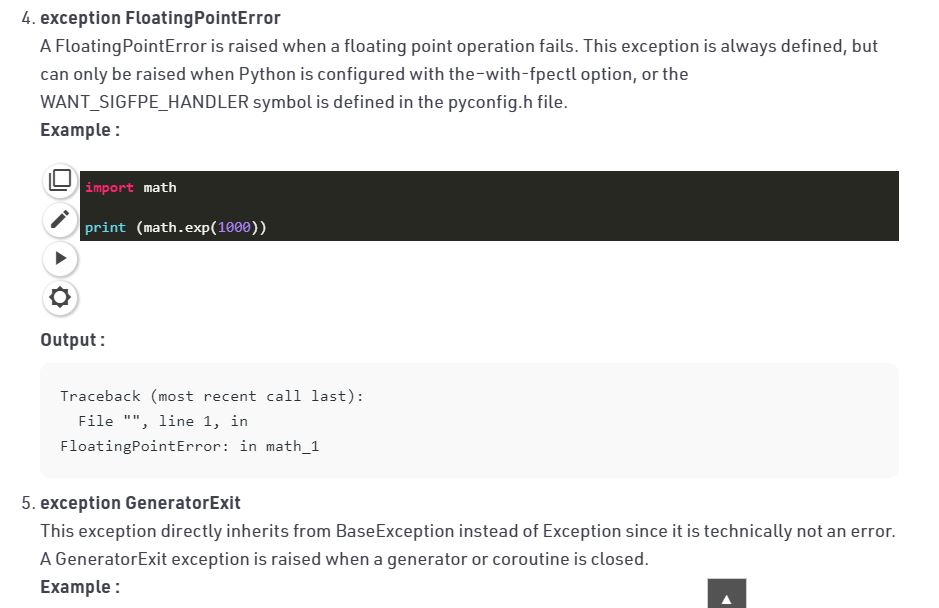 4. exception FloatingPointError
A FloatingPointError is raised when a floating point operation fails. This exception is always defined, but
can only be raised when Python is configured with the–with-fpectl option, or the
WANT_SIGFPE_HANDLER symbol is defined in the pyconfig.h file.
Example :
import math
print (math.exp(1000))
Output :
Traceback (most recent call last):
  File "", line 1, in
FloatingPointError: in math_1
5. exception GeneratorExit
This exception directly inherits from BaseException instead of Exception since it is technically not an error.
A GeneratorExit exception is raised when a generator or coroutine is closed.
Example :